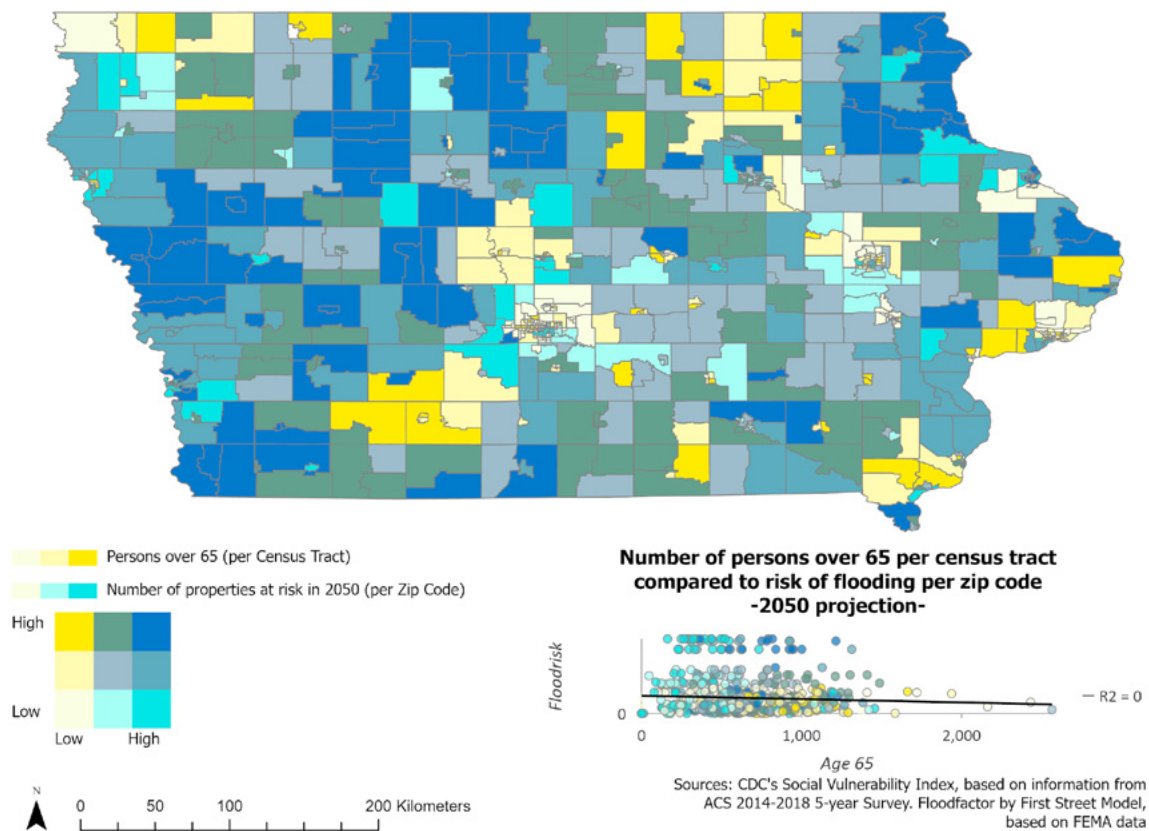 Persons over 65 (per Census Tract)
Number of properties at risk in 2050 (per Zip Code)
High
Low
Low
High
N
0
50
100
200 Kilometers
Number of persons over 65 per census tract
compared to risk of flooding per zip code
-2050 projection-
Floodrisk
0
R2 = 0
0
1,000
2,000
Age 65
Sources: CDC's Social Vulnerability Index, based on information from
ACS 2014-2018 5-year Survey. Floodfactor by First Street Model,
based on FEMA data